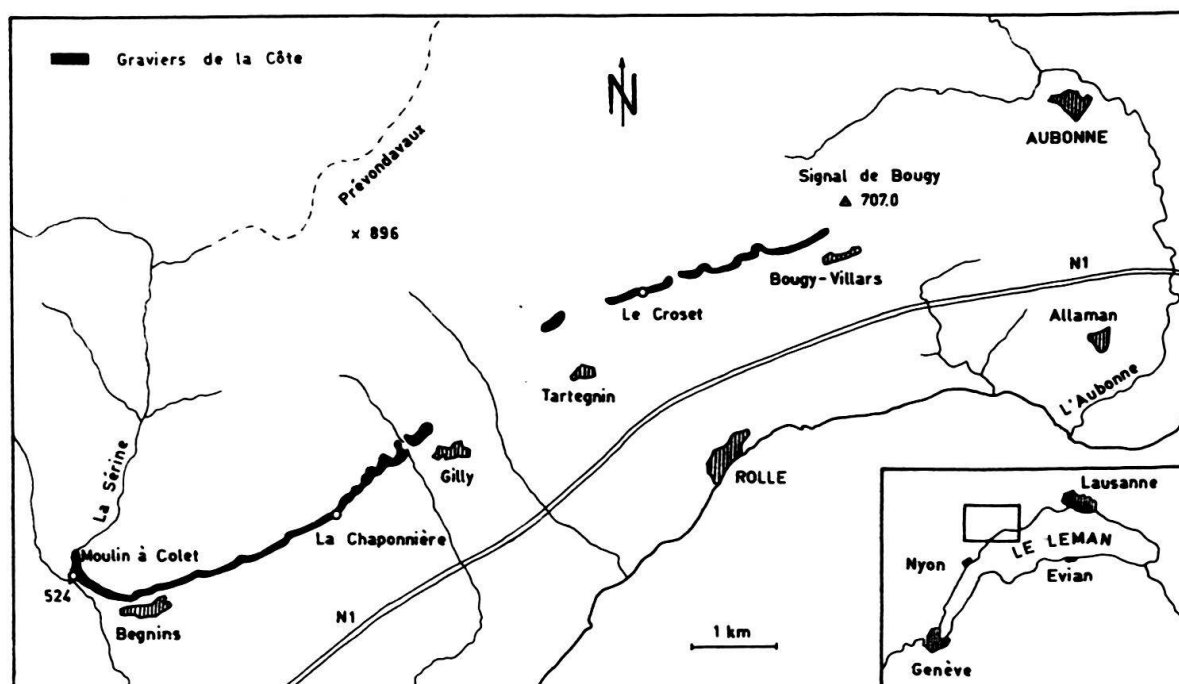 Graviers de la Côte
N
AUBONNE
Prévondavaux
Signal de Bougy
▲ 707.0
x 896
Bougy-Villars
N1
Le Croset
Allaman
Tartegnin
L'Aubonne
La Sérine
Gilly
ROLLE
La Chaponnière
Moulin à Colet
524
Begnins
N1
1 km
Lausanne
LE LEMAN
Nyon
Evian
Genève